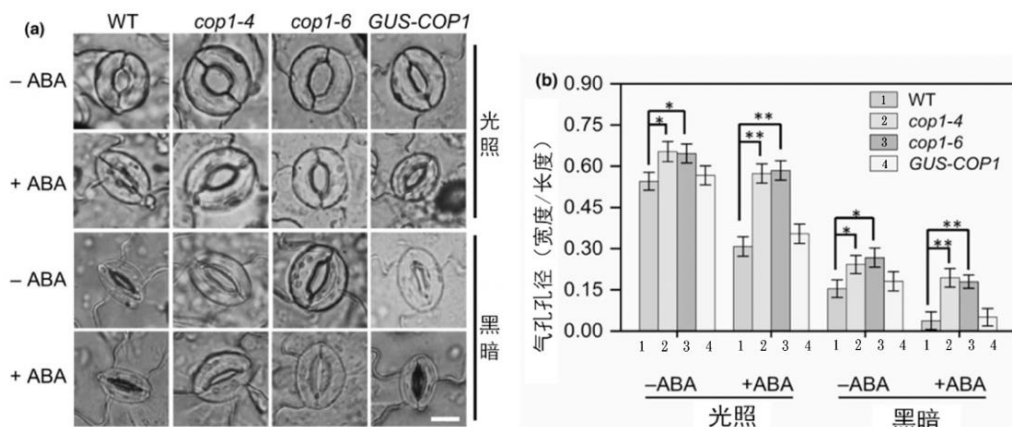 (a)
WT cop1-4 cop1-6 GUS-COP1
– ABA
+ ABA
光照
– ABA
+ ABA
黑暗
(b)
气孔孔径（宽度/长度）
0.90
0.75
0.60
0.45
0.30
0.15
0.00
1 WT
2 cop1-4
3 cop1-6
4 GUS-COP1
* * ** ** * * ** **
1 2 3 4 1 2 3 4 1 2 3 4 1 2 3 4
–ABA +ABA –ABA +ABA
光照 黑暗